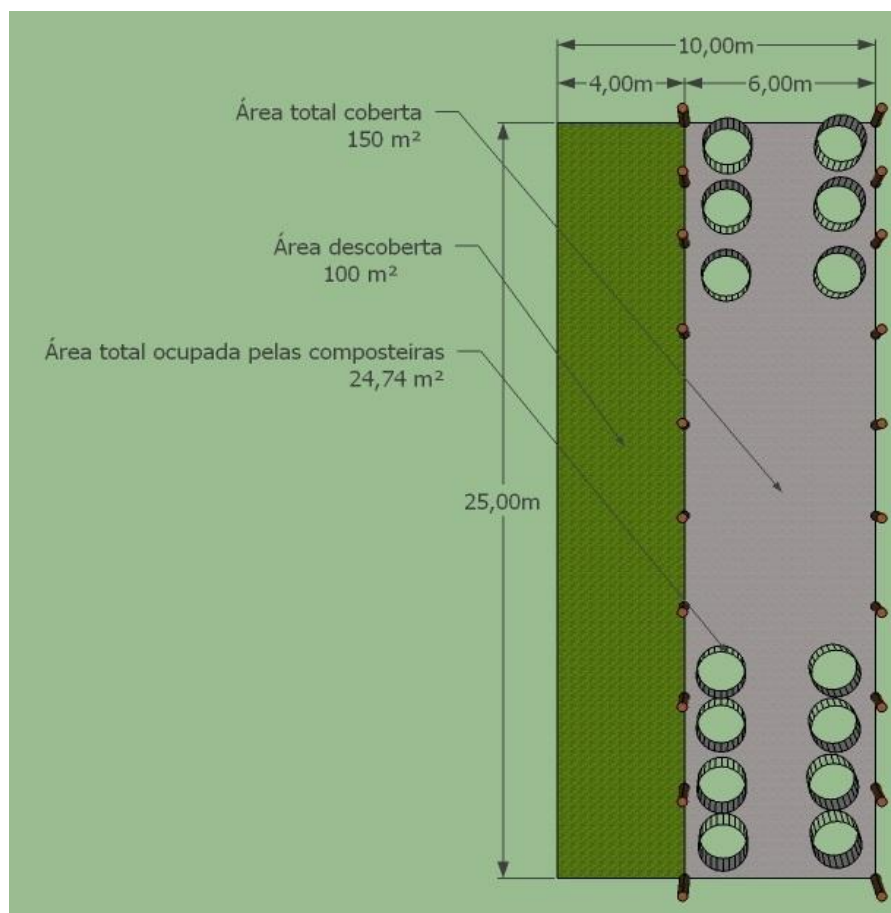 10,00m
4,00m
6,00m
Área total coberta
150 m²
Área descoberta
100 m²
Área total ocupada pelas composteiras
24,74 m²
25,00m